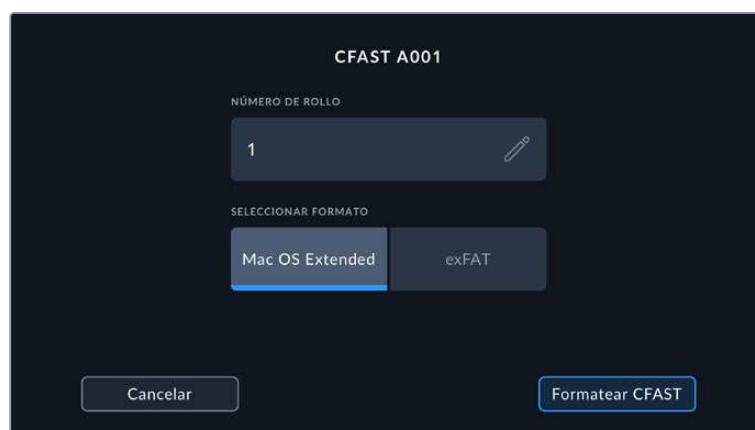 CFAST A001
NÚMERO DE ROLLO
1
SELECCIONAR FORMATO
Mac OS Extended exFAT
Cancelar Formatear CFAST